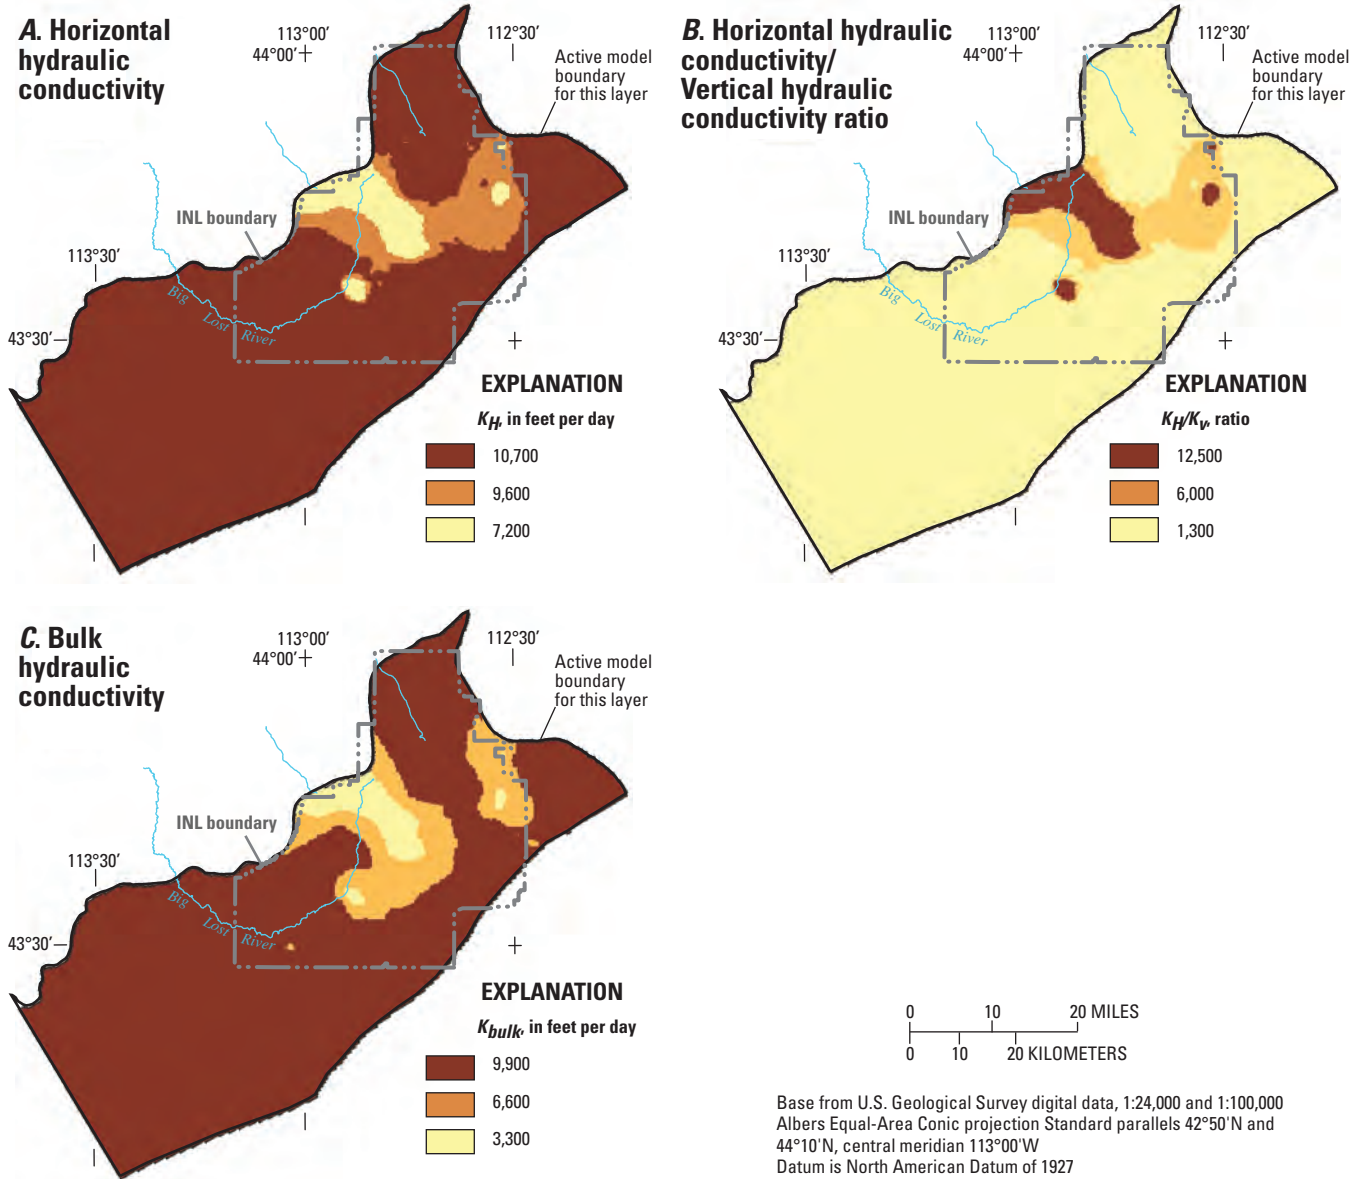 A. Horizontal
hydraulic
conductivity
113°00'
44°00'
112°30'
Active model
boundary
for this layer
INL boundary
113°30'
Big
Lost
River
43°30'
EXPLANATION
KH, in feet per day
10,700
9,600
7,200
B. Horizontal hydraulic
conductivity/
Vertical hydraulic
conductivity ratio
113°00'
44°00'
112°30'
Active model
boundary
for this layer
INL boundary
113°30'
Big
Lost
River
43°30'
EXPLANATION
KH/Kv, ratio
12,500
6,000
1,300
C. Bulk
hydraulic
conductivity
113°00'
44°00'
112°30'
Active model
boundary
for this layer
INL boundary
113°30'
Big
Lost
River
43°30'
EXPLANATION
Kbulk, in feet per day
9,900
6,600
3,300
0 10 20 MILES
0 10 20 KILOMETERS
Base from U.S. Geological Survey digital data, 1:24,000 and 1:100,000
Albers Equal-Area Conic projection Standard parallels 42°50'N and
44°10'N, central meridian 113°00'W
Datum is North American Datum of 1927